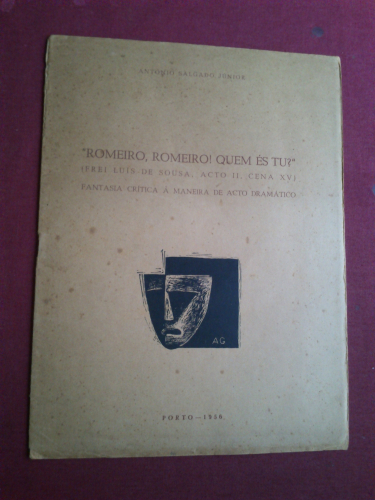 ANTÓNIO SALGADO JÚNIOR
"ROMEIRO, ROMEIRO! QUEM ÉS TU?"
(FREI LUÍS DE SOUSA, ACTO II, CENA XV)
FANTASIA CRÍTICA À MANEIRA DE ACTO DRAMÁTICO
AG
PORTO—